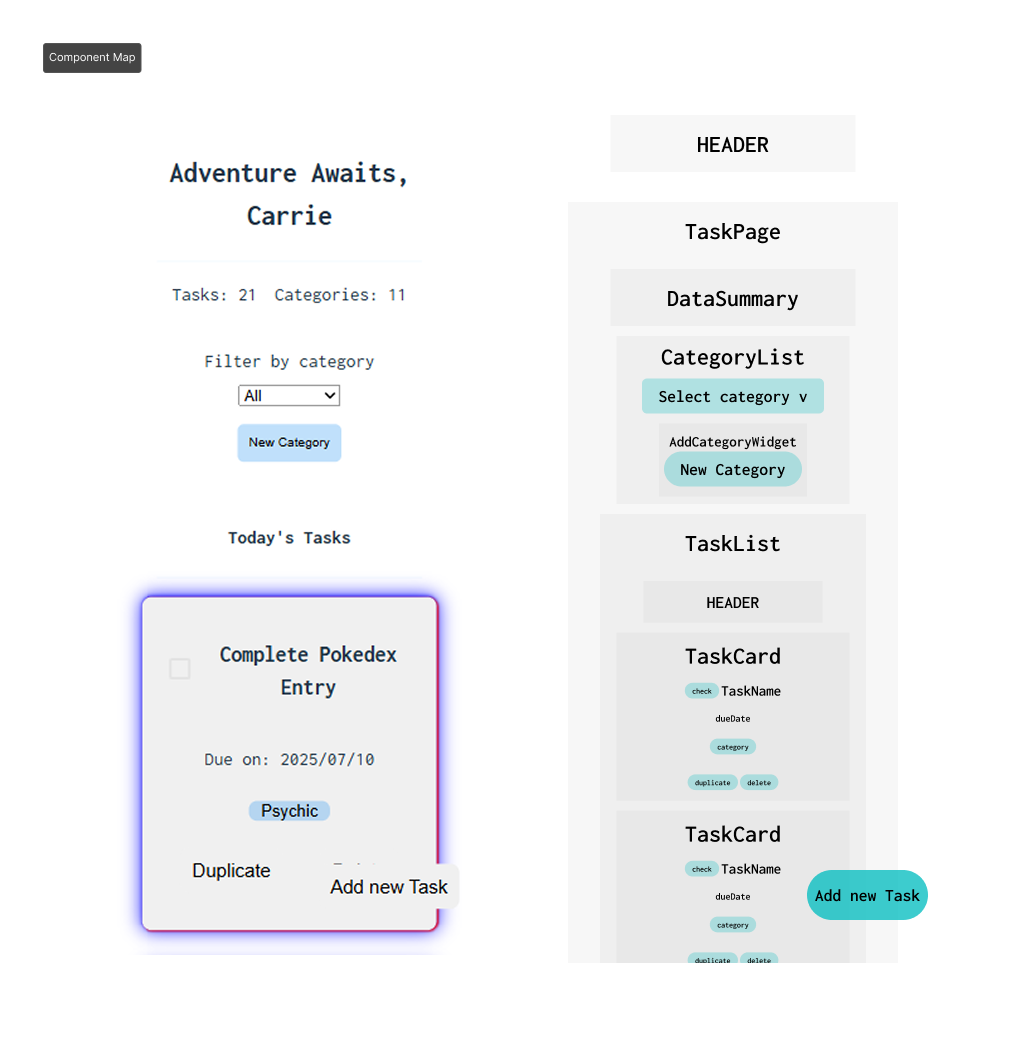 Component Map
Adventure Awaits,
Carrie
Tasks: 21 Categories: 11
Filter by category
All
New Category
Today's Tasks
Complete Pokedex
Entry
Due on: 2025/07/10
Psychic
Duplicate
Add new Task
HEADER
TaskPage
DataSummary
CategoryList
Select category v
AddCategoryWidget
New Category
TaskList
HEADER
TaskCard
check TaskName
dueDate
category
duplicate delete
TaskCard
check TaskName
dueDate
category
duplicate delete
Add new Task